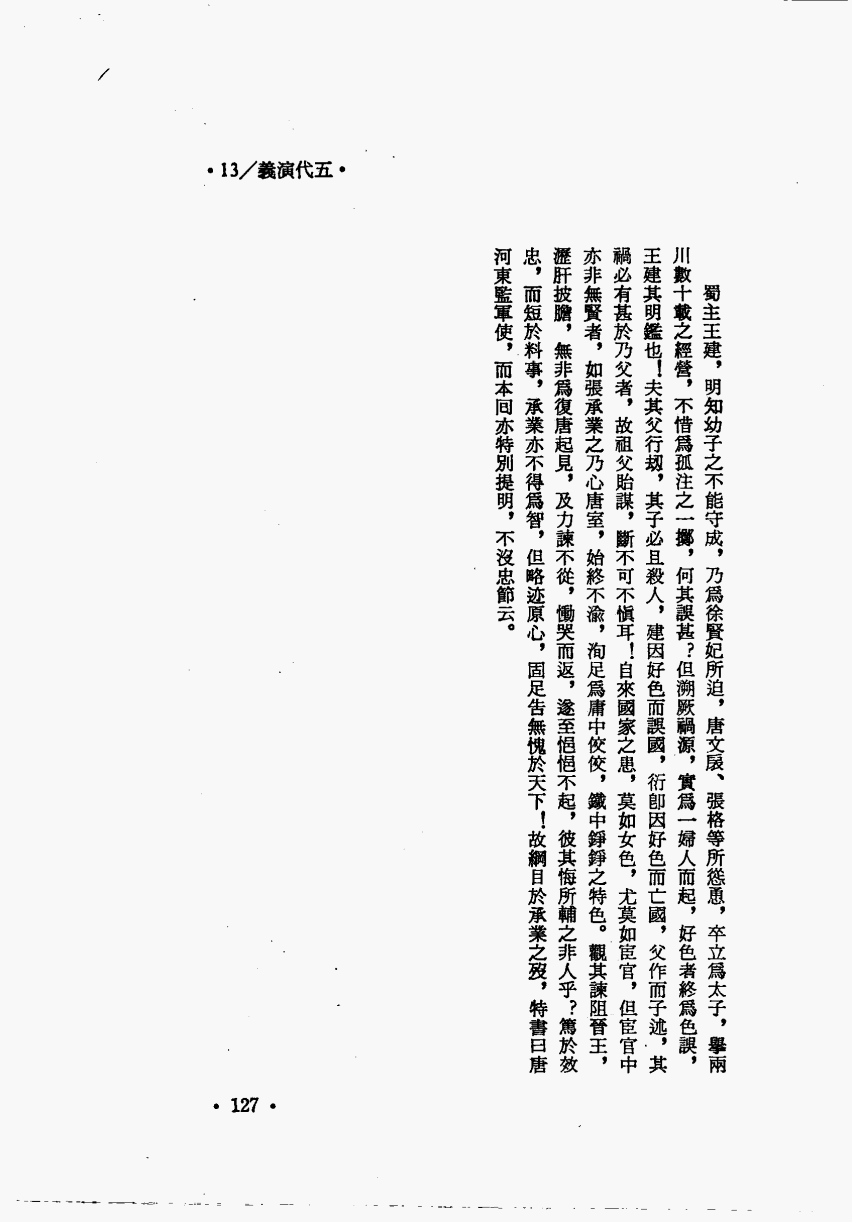 •13／義演代五•
蜀主王建，明知幼子之不能守成，乃爲徐賢妃所迫，唐文扆、張格等所慫恿，卒立爲太子，舉兩
川數十載之經營，不惜爲孤注之一擲，何其誤甚？但溯厥禍源，實爲一婦人而起，好色者終爲色誤，
王建其明鑑也！夫其父行刼，其子必且殺人，建因好色而誤國，衍卽因好色而亡國，父作而子述，其
禍必有甚於乃父者，故祖父貽謀，斷不可不愼耳！自來國家之患，莫如女色，尤莫如宦官，但宦官中
亦非無賢者，如張承業之乃心唐室，始終不渝，洵足爲庸中佼佼，鐵中錚錚之特色。觀其諫阻晉王，
瀝肝披膽，無非爲復唐起見，及力諫不從，慟哭而返，遂至悒悒不起，彼其悔所輔之非人乎？篤於效
忠，而短於料事，承業亦不得爲智，但略迹原心，固足告無愧於天下！故綱目於承業之歿，特書曰唐
河東監軍使，而本回亦特別提明，不沒忠節云。
•127•